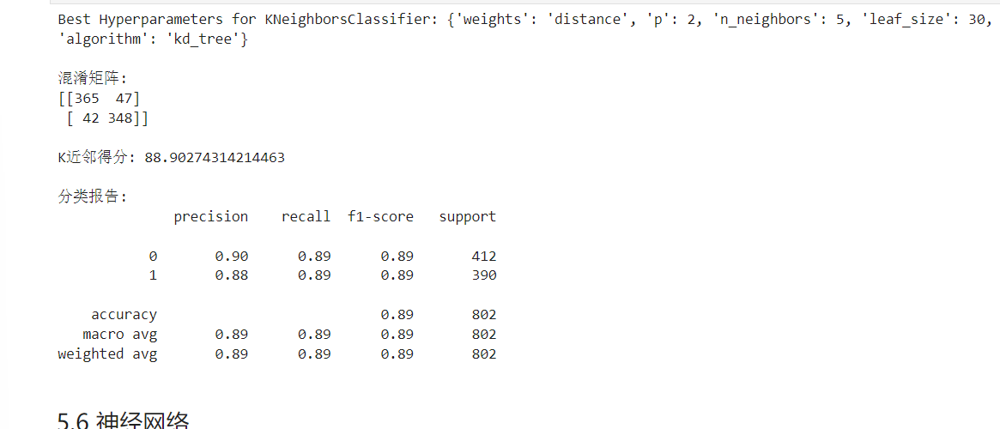 Best Hyperparameters for KNeighborsClassifier: {'weights': 'distance', 'p': 2, 'n_neighbors': 5, 'leaf_size': 30,
'algorithm': 'kd_tree'}
混淆矩阵:
[[365  47]
 [ 42 348]]
K近邻得分: 88.90274314214463
分类报告:
              precision    recall  f1-score   support
           0       0.90      0.89      0.89       412
           1       0.88      0.89      0.89       390
    accuracy                           0.89       802
   macro avg       0.89      0.89      0.89       802
weighted avg       0.89      0.89      0.89       802
5.6 神经网络